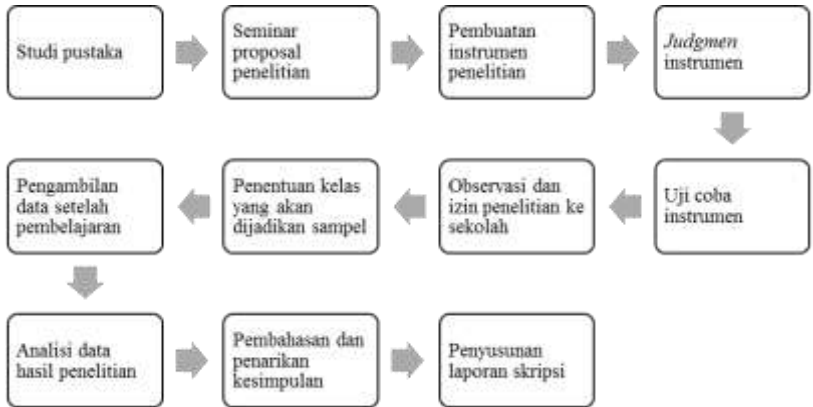 Studi pustaka
Seminar
proposal
penelitian
Pembuatan
instrumen
penelitian
Judgmen
instrumen
Uji coba
instrumen
Observasi dan
izin penelitian ke
sekolah
Penentuan kelas
yang akan
dijadikan sampel
Pengambilan
data setelah
pembelajaran
Analisi data
hasil penelitian
Pembahasan dan
penarikan
kesimpulan
Penyusunan
laporan skripsi